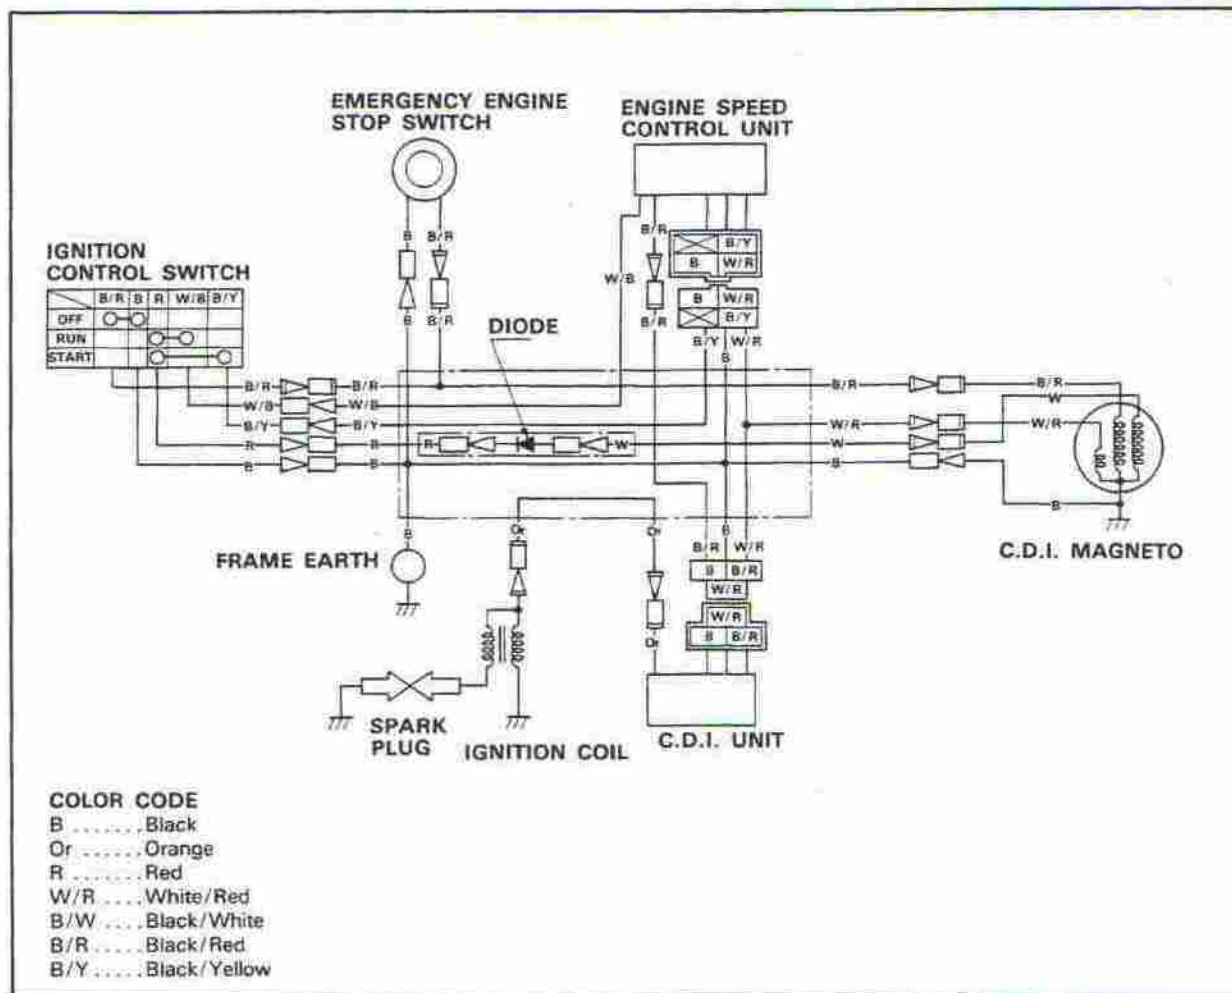 EMERGENCY ENGINE
STOP SWITCH
ENGINE SPEED
CONTROL UNIT
IGNITION
CONTROL SWITCH
B/R B R W/B B/Y
OFF
RUN
START
B B/R
B B/R
W/B
B/R
B/Y
B W/R
B W/R
B/Y
B/R
B/Y W/R
B
DIODE
B/R B/R B/R B/R
W/B W/B
B/Y B/Y
W/R W/R
W
R R R W W
B B B B
B
Or Or
B
B/R W/R
B B/R
W/R
W/R
B B/R
Or
FRAME EARTH
C.D.I. MAGNETO
SPARK
PLUG
IGNITION COIL
C.D.I. UNIT
COLOR CODE
B ....... Black
Or ...... Orange
R ....... Red
W/R .... White/Red
B/W .... Black/White
B/R ..... Black/Red
B/Y ..... Black/Yellow